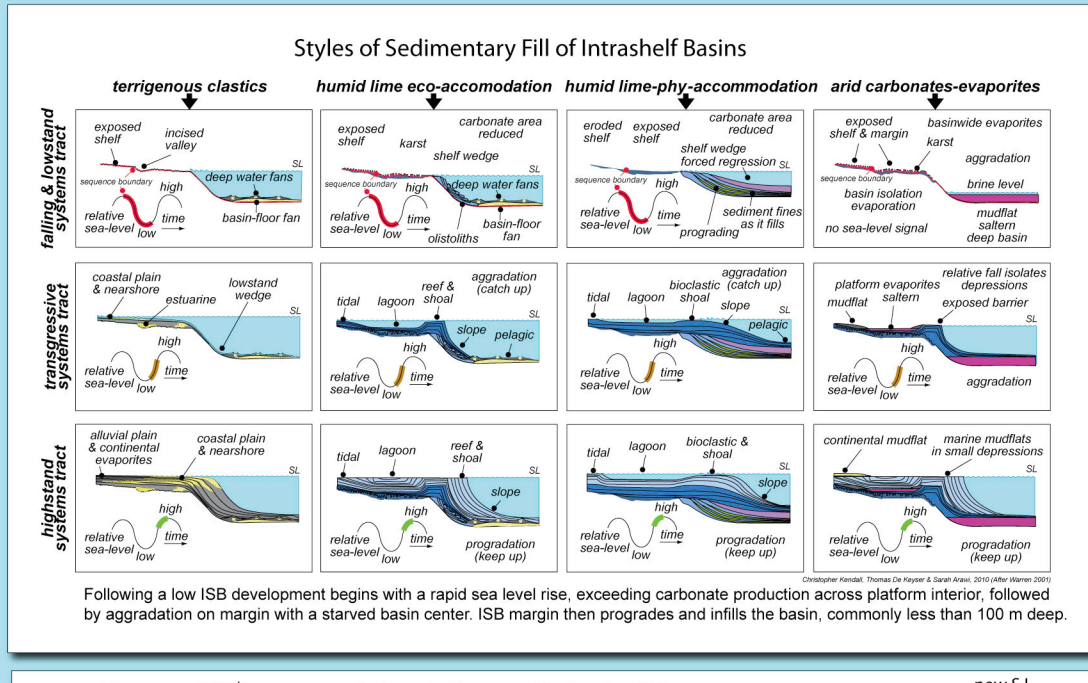 Styles of Sedimentary Fill of Intrashelf Basins
terrigenous clastics
humid lime eco-accomodation
humid lime-phy-accommodation
arid carbonates-evaporites
falling & lowstand
systems tract
exposed
shelf
incised
valley
SL
sequence boundary
deep water fans
high
relative
sea-level
low
time
basin-floor fan
exposed
shelf
karst
carbonate area
reduced
shelf wedge
SL
sequence boundary
deep water fans
high
relative
sea-level
low
time
olistoliths
basin-floor
fan
eroded
shelf
exposed
shelf
carbonate area
reduced
shelf wedge
forced regression
SL
sequence boundary
high
relative
sea-level
low
time
prograding
sediment fines
as it fills
exposed
shelf & margin
basinwide evaporites
karst
aggradation
sequence boundary
basin isolation
evaporation
brine level
no sea-level signal
mudflat
saltern
deep basin
transgressive
systems tract
coastal plain
& nearshore
estuarine
lowstand
wedge
SL
high
relative
sea-level
low
time
tidal
lagoon
reef &
shoal
aggradation
(catch up)
SL
slope
pelagic
high
relative
sea-level
low
time
tidal
lagoon
bioclastic
shoal
aggradation
(catch up)
slope
SL
pelagic
high
relative
sea-level
low
time
mudflat
platform evaporites
saltern
relative fall isolates
depressions
exposed barrier
SL
high
relative
sea-level
low
time
aggradation
highstand
systems tract
alluvial plain
& continental
evaporites
coastal plain
& nearshore
SL
high
relative
sea-level
low
time
tidal
lagoon
reef &
shoal
SL
slope
high
relative
sea-level
low
time
progradation
(keep up)
tidal
lagoon
bioclastic &
shoal
SL
slope
high
relative
sea-level
low
time
progradation
(keep up)
continental mudflat
marine mudflats
in small depressions
SL
high
relative
sea-level
low
time
progradation
(keep up)
Christopher Kendall, Thomas De Keyser & Sarah Arawi, 2010 (After Warren 2001)
Following a low ISB development begins with a rapid sea level rise, exceeding carbonate production across platform interior, followed
by aggradation on margin with a starved basin center. ISB margin then progrades and infills the basin, commonly less than 100 m deep.